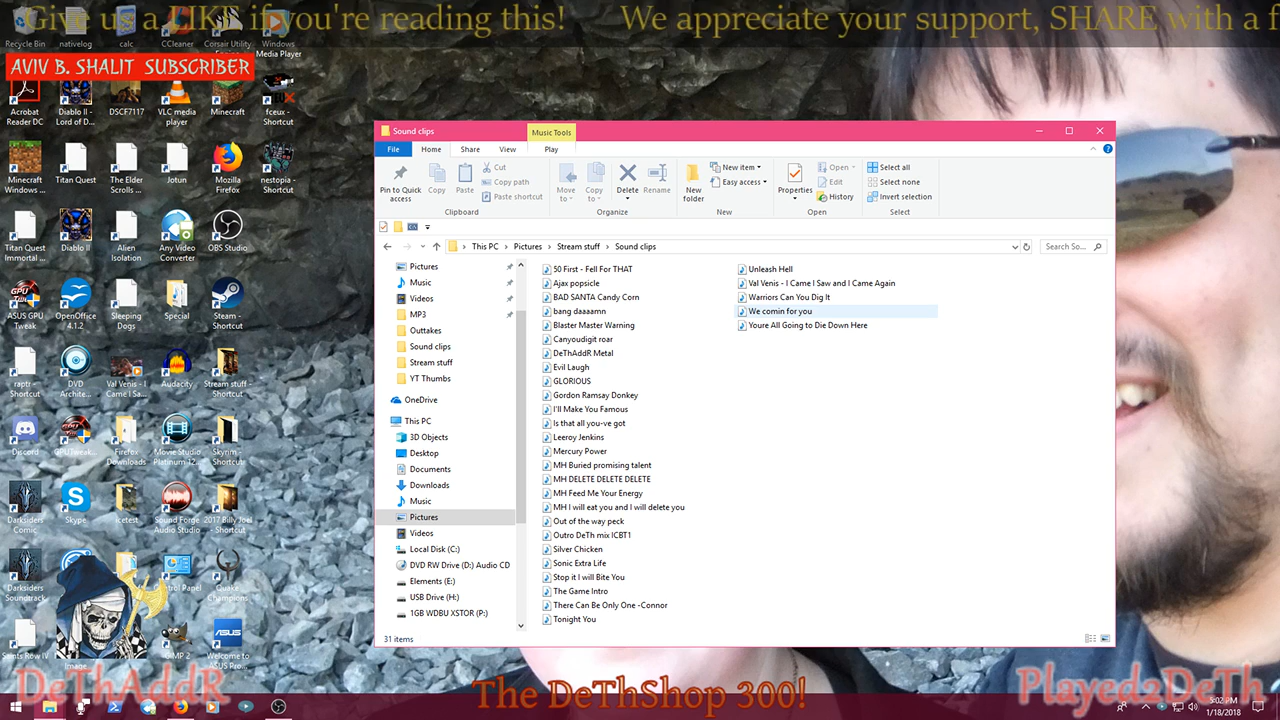 Give us a LIKE if you're reading this! We appreciate your support, SHARE with a f
Recycle Bin nativelog calc CCleaner Corsair Utility Windows Media Player
AVIV B. SHALIT SUBSCRIBER
Acrobat Reader DC
Diablo II - Lord of D...
DSCF7117
VLC media player
Minecraft
fceux - Shortcut
Minecraft Windows ...
Titan Quest
The Elder Scrolls ...
Jotun
Mozilla Firefox
nestopia - Shortcut
Titan Quest Immortal ...
Diablo II
Alien Isolation
Any Video Converter
OBS Studio
ASUS GPU Tweak
OpenOffice 4.1.2
Sleeping Dogs
Special
Steam - Shortcut
raptr - Shortcut
DVD Archite...
Val Venis - I Came I Sa...
Audacity
Stream stuff - Shortcut
Discord
GPUTweak...
Firefox Downloads
Movie Studio Platinum 12...
Skyrim - Shortcut
Darksiders Comic
Skype
icetest
Sound Forge Audio Studio
2017 Billy Joel - Shortcut
Darksiders Soundtrack
Control Panel
Quake Champions
Saints Row IV
Image...
GIMP 2
Welcome to ASUS Pro...
Sound clips
Music Tools
File Home Share View Play
Pin to Quick access
Copy
Paste
Cut
Copy path
Paste shortcut
Clipboard
Move to
Copy to
Delete
Rename
Organize
New folder
New item
Easy access
New
Properties
Open
Edit
History
Open
Select all
Select none
Invert selection
Select
This PC > Pictures > Stream stuff > Sound clips
Search So...
Pictures
Music
Videos
MP3
Outtakes
Sound clips
Stream stuff
YT Thumbs
OneDrive
This PC
3D Objects
Desktop
Documents
Downloads
Music
Pictures
Videos
Local Disk (C:)
DVD RW Drive (D:) Audio CD
Elements (E:)
USB Drive (H:)
1GB WDBU XSTOR (P:)
50 First - Fell For THAT
Ajax popsicle
BAD SANTA Candy Corn
bang daaaamn
Blaster Master Warning
Canyoudigit roar
DeThAddR Metal
Evil Laugh
GLORIOUS
Gordon Ramsay Donkey
I'll Make You Famous
Is that all you-ve got
Leeroy Jenkins
Mercury Power
MH Buried promising talent
MH DELETE DELETE DELETE
MH Feed Me Your Energy
MH I will eat you and I will delete you
Out of the way peck
Outro DeTh mix ICBT1
Silver Chicken
Sonic Extra Life
Stop it I will Bite You
The Game Intro
There Can Be Only One -Connor
Tonight You
Unleash Hell
Val Venis - I Came I Saw and I Came Again
Warriors Can You Dig It
We comin for you
Youre All Going to Die Down Here
31 items
DeThAddR
The DeThShop 300!
Played2DeTh
5:02 PM
1/18/2018